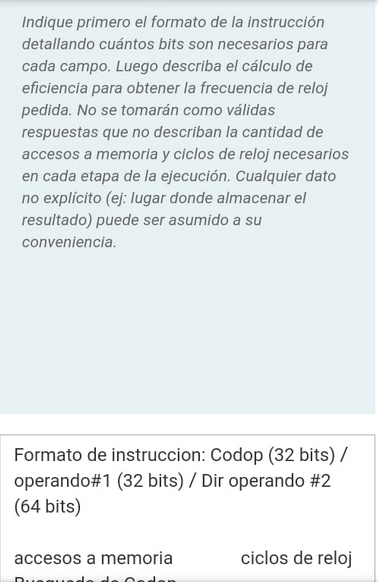 Indique primero el formato de la instrucción
detallando cuántos bits son necesarios para
cada campo. Luego describa el cálculo de
eficiencia para obtener la frecuencia de reloj
pedida. No se tomarán como válidas
respuestas que no describan la cantidad de
accesos a memoria y ciclos de reloj necesarios
en cada etapa de la ejecución. Cualquier dato
no explícito (ej: lugar donde almacenar el
resultado) puede ser asumido a su
conveniencia.
Formato de instruccion: Codop (32 bits) /
operando#1 (32 bits) / Dir operando #2
(64 bits)
accesos a memoria ciclos de reloj
Busqueda de Codop